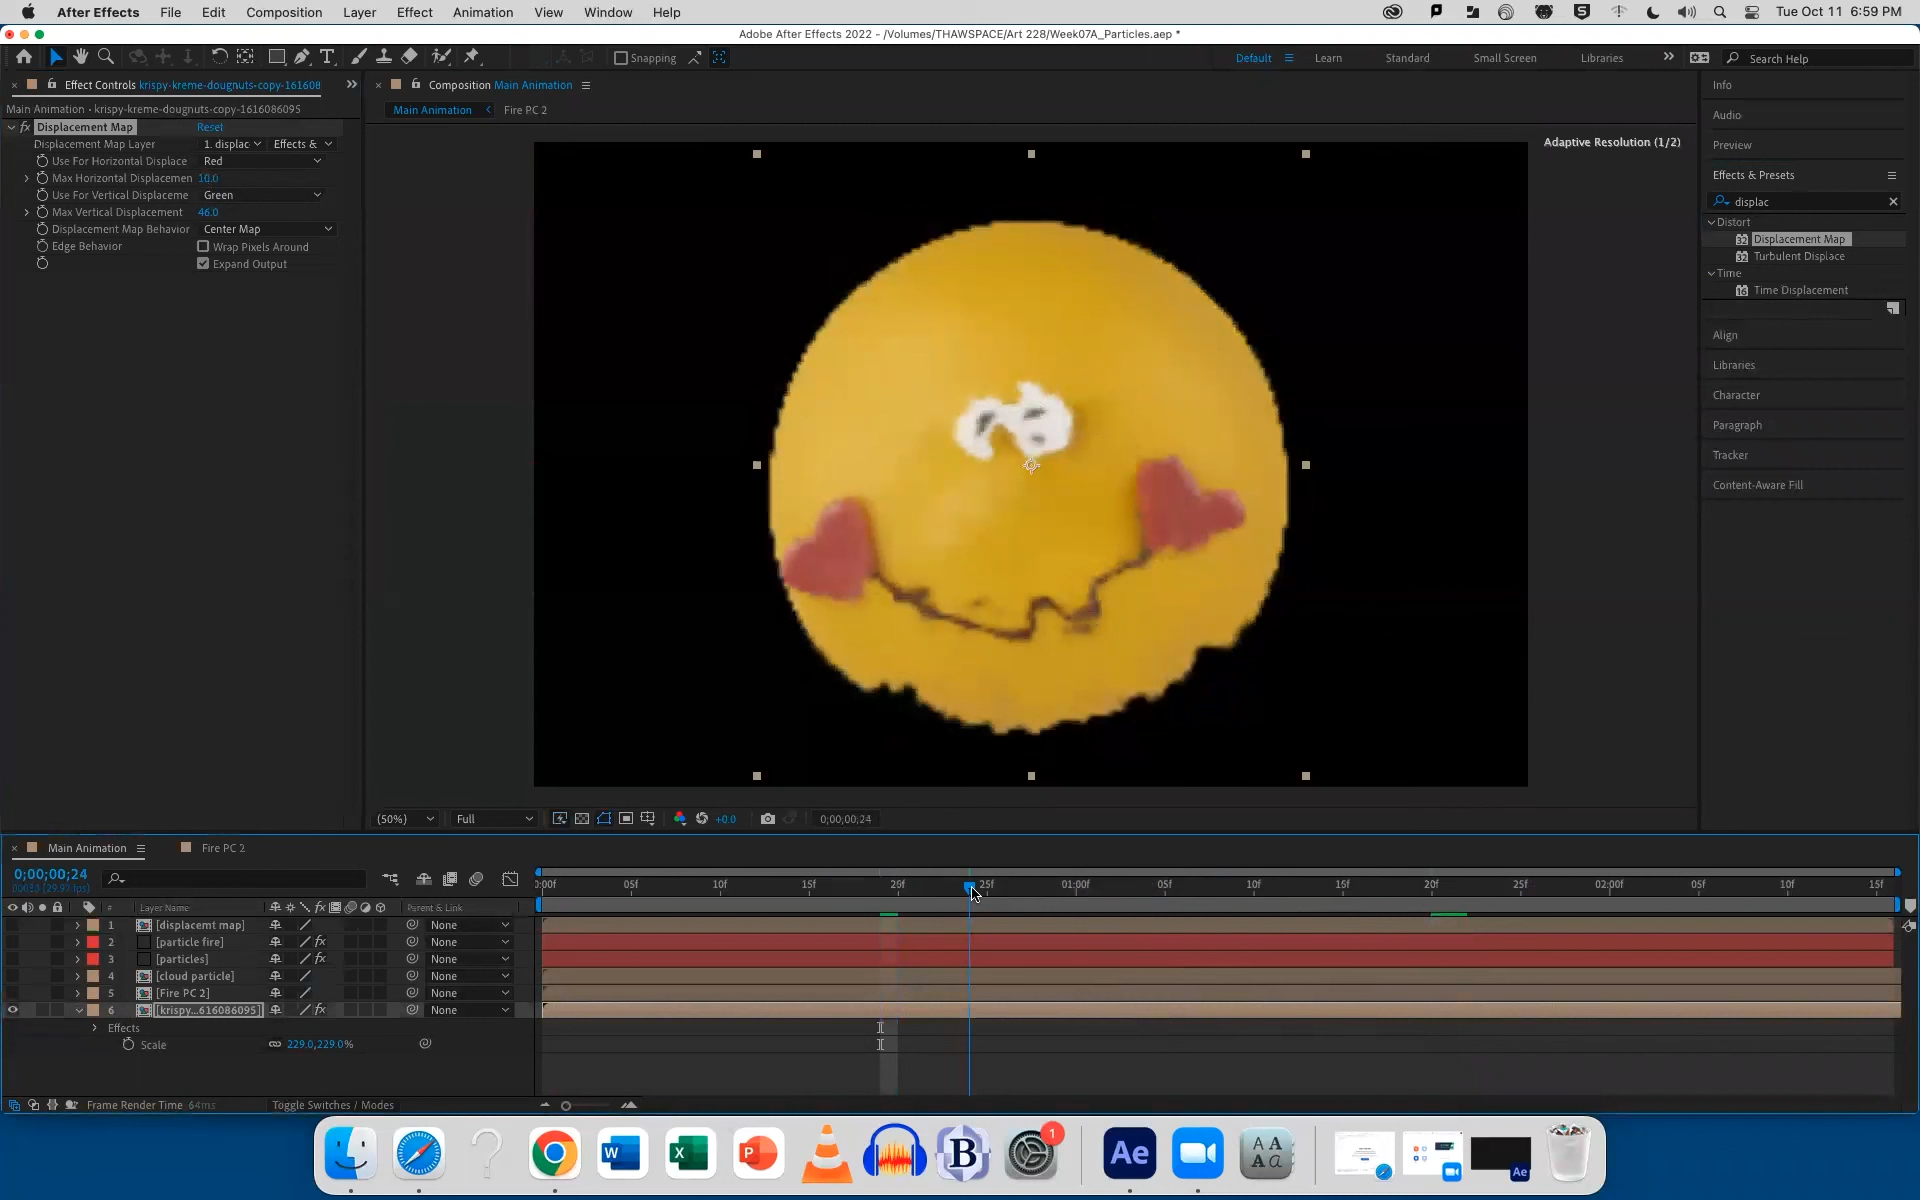 After Effects File Edit Composition Layer Effect Animation View Window Help Tue Oct 11 6:59 PM
Adobe After Effects 2022 - /Volumes/THAWSPACE/Art 228/Week07A_Particles.aep *
Snapping Default Learn Standard Small Screen Libraries Search Help
Effect Controls krispy-kreme-dougnuts-copy-161608
Composition Main Animation
Info
Main Animation • krispy-kreme-dougnuts-copy-1616086095
Main Animation Fire PC 2
Audio
fx Displacement Map Reset
Displacement Map Layer 1. displac Effects &
Adaptive Resolution (1/2)
Preview
Use For Horizontal Displace Red
Max Horizontal Displacemen 10.0
Effects & Presets
Use For Vertical Displaceme Green
displac
Max Vertical Displacement 46.0
Distort
Displacement Map Behavior Center Map
32 Displacement Map
Edge Behavior Wrap Pixels Around
32 Turbulent Displace
Expand Output
Time
16 Time Displacement
Align
Libraries
Character
Paragraph
Tracker
Content-Aware Fill
(50%) Full +0.0 0;00;00;24
Main Animation Fire PC 2
0;00;00;24
(29.97 fps)
0:00f 05f 10f 15f 20f 25f 01:00f 05f 10f 15f 20f 25f 02:00f 05f 10f 15f
# Layer Name fx Parent & Link
1 [displacemt map] None
2 [particle fire] fx None
3 [particles] fx None
4 [cloud particle] None
5 [Fire PC 2] None
6 [krispy...616086095] fx None
Effects
Scale 229.0,229.0%
Frame Render Time 64ms Toggle Switches / Modes
1
W X P B Ae AA Aa Ae